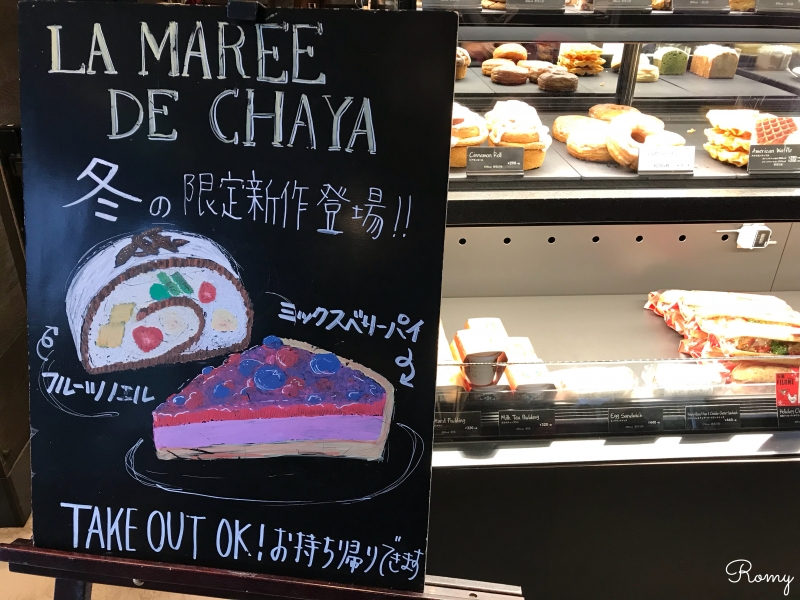 LA MAREE
DE CHAYA
冬の限定新作登場!!
ミックスベリーパイ
フルーツノエル
TAKE OUT OK!お持ち帰りできます
Cinnamon Roll
American Waffle
Milk Tea Pudding
Egg Sandwich
Romy